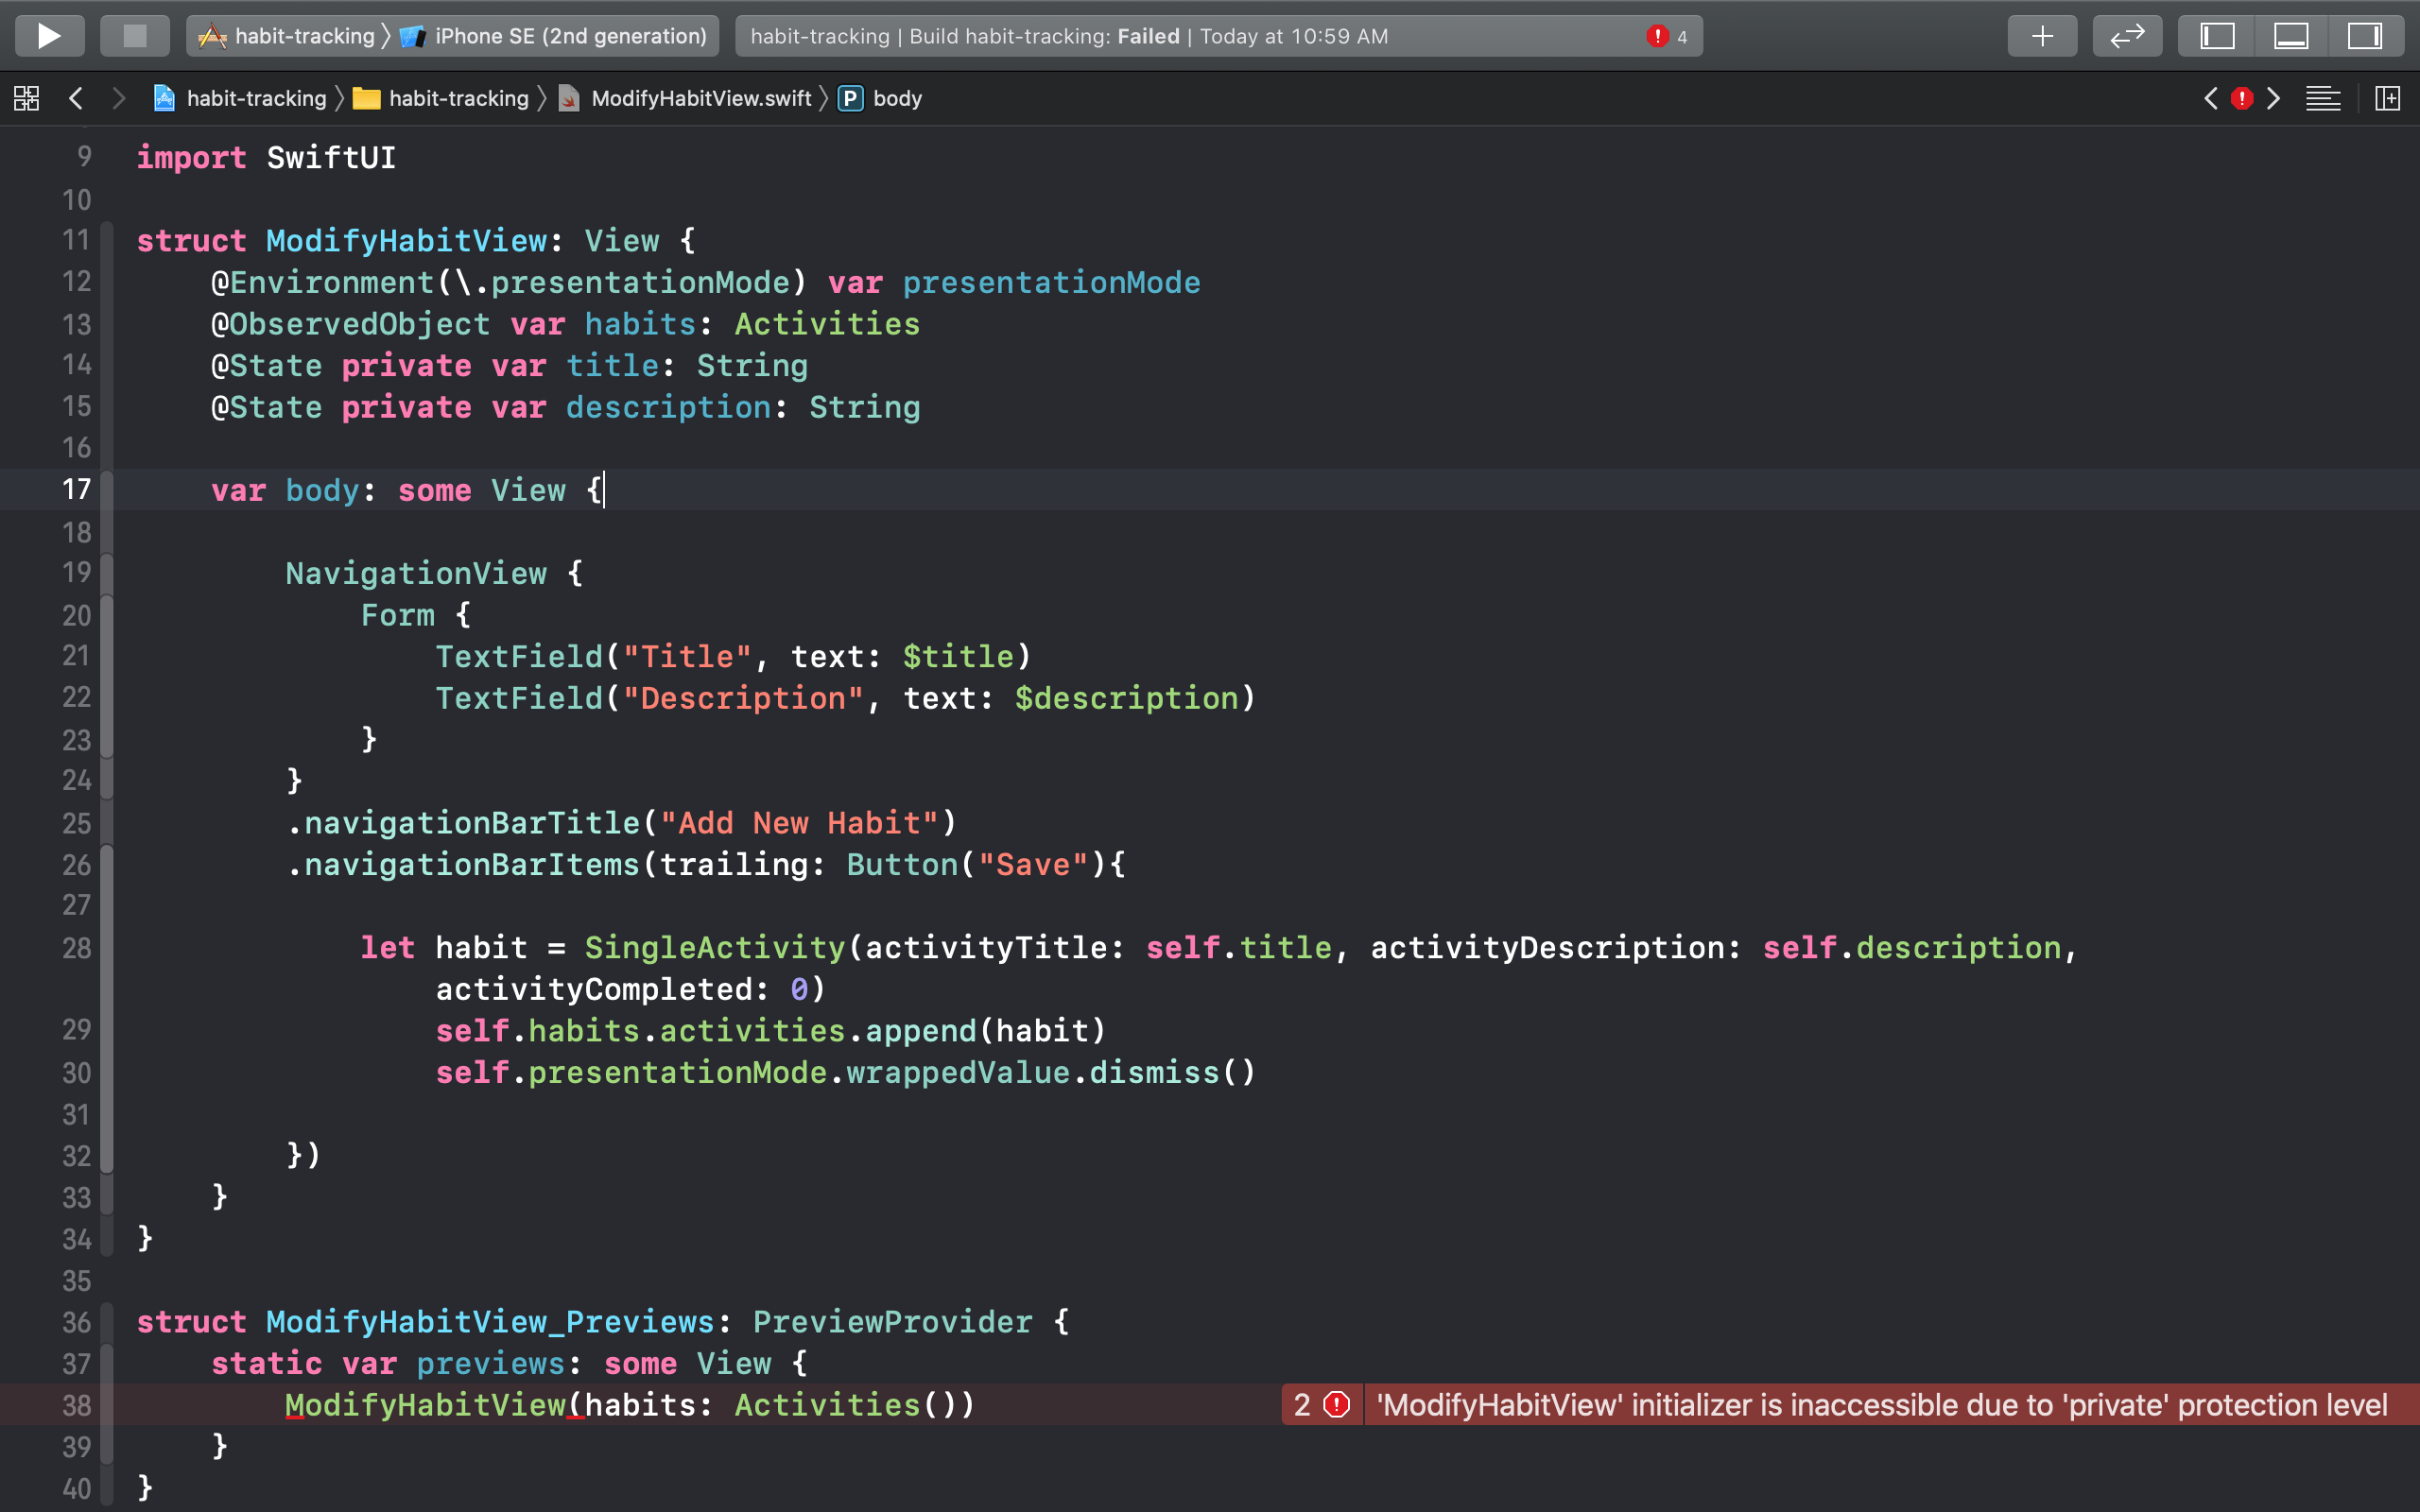 habit-tracking 〉 iPhone SE (2nd generation)
habit-tracking | Build habit-tracking: Failed | Today at 10:59 AM
4
habit-tracking 〉 habit-tracking 〉 ModifyHabitView.swift 〉 P body
9 import SwiftUI
10
11 struct ModifyHabitView: View {
12     @Environment(\.presentationMode) var presentationMode
13     @ObservedObject var habits: Activities
14     @State private var title: String
15     @State private var description: String
16
17     var body: some View {
18
19         NavigationView {
20             Form {
21                 TextField("Title", text: $title)
22                 TextField("Description", text: $description)
23             }
24         }
25         .navigationBarTitle("Add New Habit")
26         .navigationBarItems(trailing: Button("Save"){
27
28             let habit = SingleActivity(activityTitle: self.title, activityDescription: self.description,
                activityCompleted: 0)
29                 self.habits.activities.append(habit)
30                 self.presentationMode.wrappedValue.dismiss()
31
32         })
33     }
34 }
35
36 struct ModifyHabitView_Previews: PreviewProvider {
37     static var previews: some View {
38         ModifyHabitView(habits: Activities()) 2 'ModifyHabitView' initializer is inaccessible due to 'private' protection level
39     }
40 }